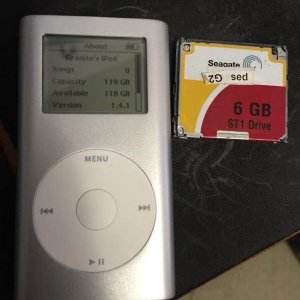 About
Granite's iPod
Songs 0
Capacity 119 GB
Available 118 GB
Version 1.4.1
MENU
Seagate
G2 sed
6 GB
ST1 Drive